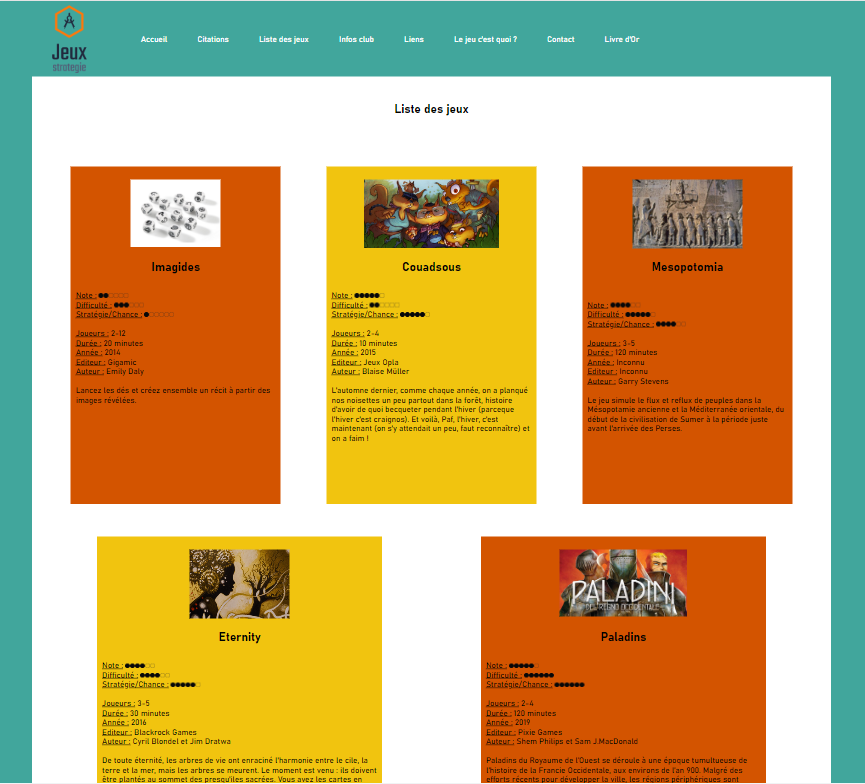 Jeux
strategie
Accueil
Citations
Liste des jeux
Infos club
Liens
Le jeu c'est quoi ?
Contact
Livre d'Or
Liste des jeux
Imagides
Note : ●●□□□□
Difficulté : ●●●□□□
Stratégie/Chance : ●□□□□□
Joueurs : 2-12
Durée : 20 minutes
Année : 2014
Editeur : Gigamic
Auteur : Emily Daly
Lancez les dés et créez ensemble un récit à partir des
images révélées.
Couadsous
Note : ●●●●●□
Difficulté : ●●□□□□
Stratégie/Chance : ●●●●●□
Joueurs : 2-4
Durée : 10 minutes
Année : 2015
Editeur : Jeux Opla
Auteur : Blaise Müller
L'automne dernier, comme chaque année, on a planqué
nos noisettes un peu partout dans la forêt, histoire
d'avoir de quoi becqueter pendant l'hiver (parceque
l'hiver c'est craignos). Et voilà, Paf, l'hiver, c'est
maintenant (on s'y attendait un peu, faut reconnaître) et
on a faim !
Mesopotomia
Note : ●●●●□□
Difficulté : ●●●●●□
Stratégie/Chance : ●●●●□□
Joueurs : 3-5
Durée : 120 minutes
Année : Inconnu
Editeur : Inconnu
Auteur : Garry Stevens
Le jeu simule le flux et reflux de peuples dans la
Mésopotamie ancienne et la Méditerranée orientale, du
début de la civilisation de Sumer à la période juste
avant l'arrivée des Perses.
Eternity
Note : ●●●●□□
Difficulté : ●●●●□□
Stratégie/Chance : ●●●●●□
Joueurs : 3-5
Durée : 30 minutes
Année : 2016
Editeur : Blackrock Games
Auteur : Cyril Blondel et Jim Dratwa
De toute éternité, les arbres de vie ont enraciné l'harmonie entre le cile, la
terre et la mer, mais les arbres se meurent. Le moment est venu : ils doivent
être plantés au sommet des presqu'îles sacrées. Vous avez les cartes en
PALADINI
DEL REGNO OCCIDENTALE
Paladins
Note : ●●●●●□
Difficulté : ●●●●●●
Stratégie/Chance : ●●●●●●
Joueurs : 2-4
Durée : 120 minutes
Année : 2019
Editeur : Pixie Games
Auteur : Shem Philips et Sam J.MacDonald
Paladins du Royaume de l'Ouest se déroule à une époque tumultueuse de
l'histoire de la Francie Occidentale, aux environs de l'an 900. Malgré des
efforts récents pour développer la ville, les régions périphériques sont